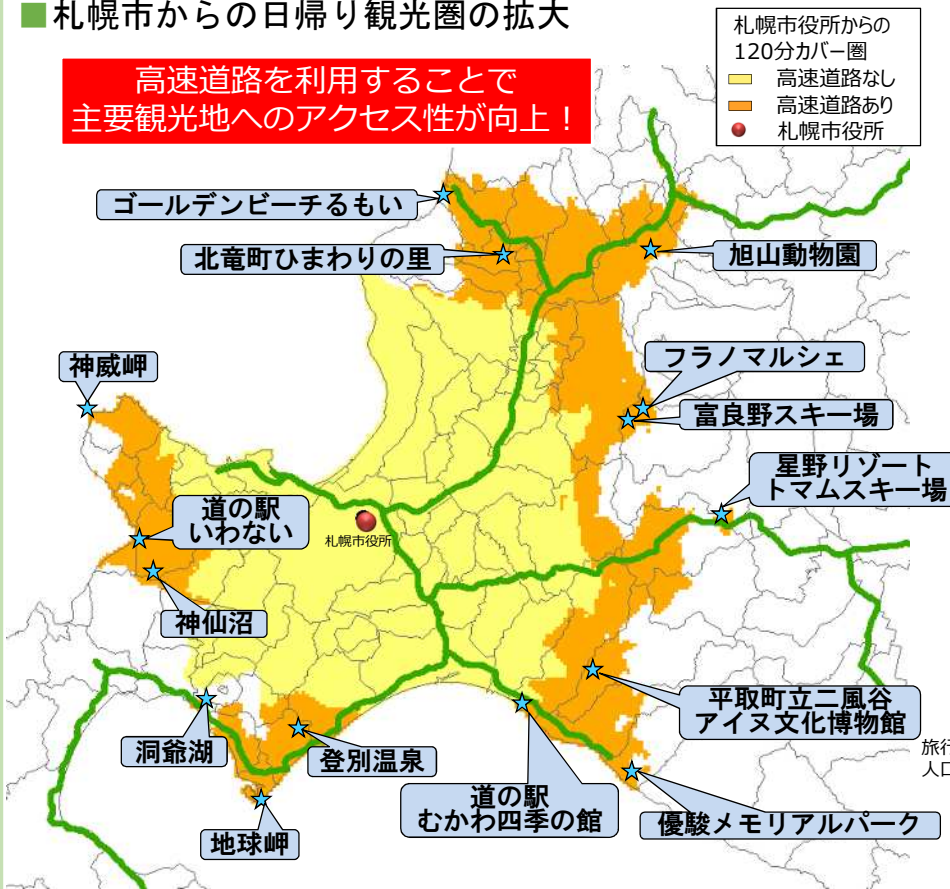 ■札幌市からの日帰り観光圏の拡大
高速道路を利用することで
主要観光地へのアクセス性が向上！
札幌市役所からの
120分カバー圏
高速道路なし
高速道路あり
札幌市役所
ゴールデンビーチるもい
北竜町ひまわりの里
旭山動物園
神威岬
フラノマルシェ
富良野スキー場
星野リゾート
トマムスキー場
道の駅
いわない
札幌市役所
神仙沼
平取町立二風谷
アイヌ文化博物館
洞爺湖
登別温泉
道の駅
むかわ四季の館
地球岬
優駿メモリアルパーク
旅行
人口